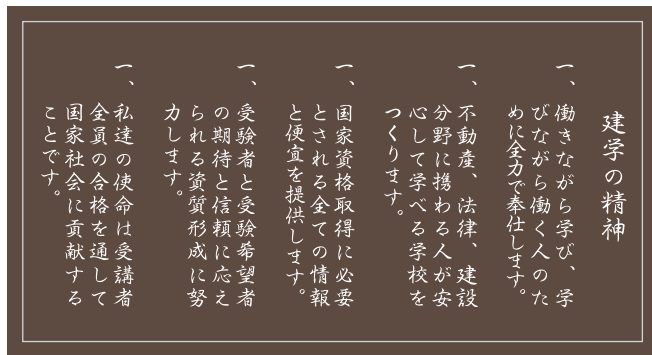 建学の精神
一、働きながら学び、学
びながら働く人のた
めに全力で奉仕します。
一、不動産、法律、建設
分野に携わる人が安
心して学べる学校を
つくります。
一、国家資格取得に必要
とされる全ての情報
と便宜を提供します。
一、受験者と受験希望者
の期待と信頼に応え
られる資質形成に努
力します。
一、私達の使命は受講者
全員の合格を通して
国家社会に貢献する
ことです。